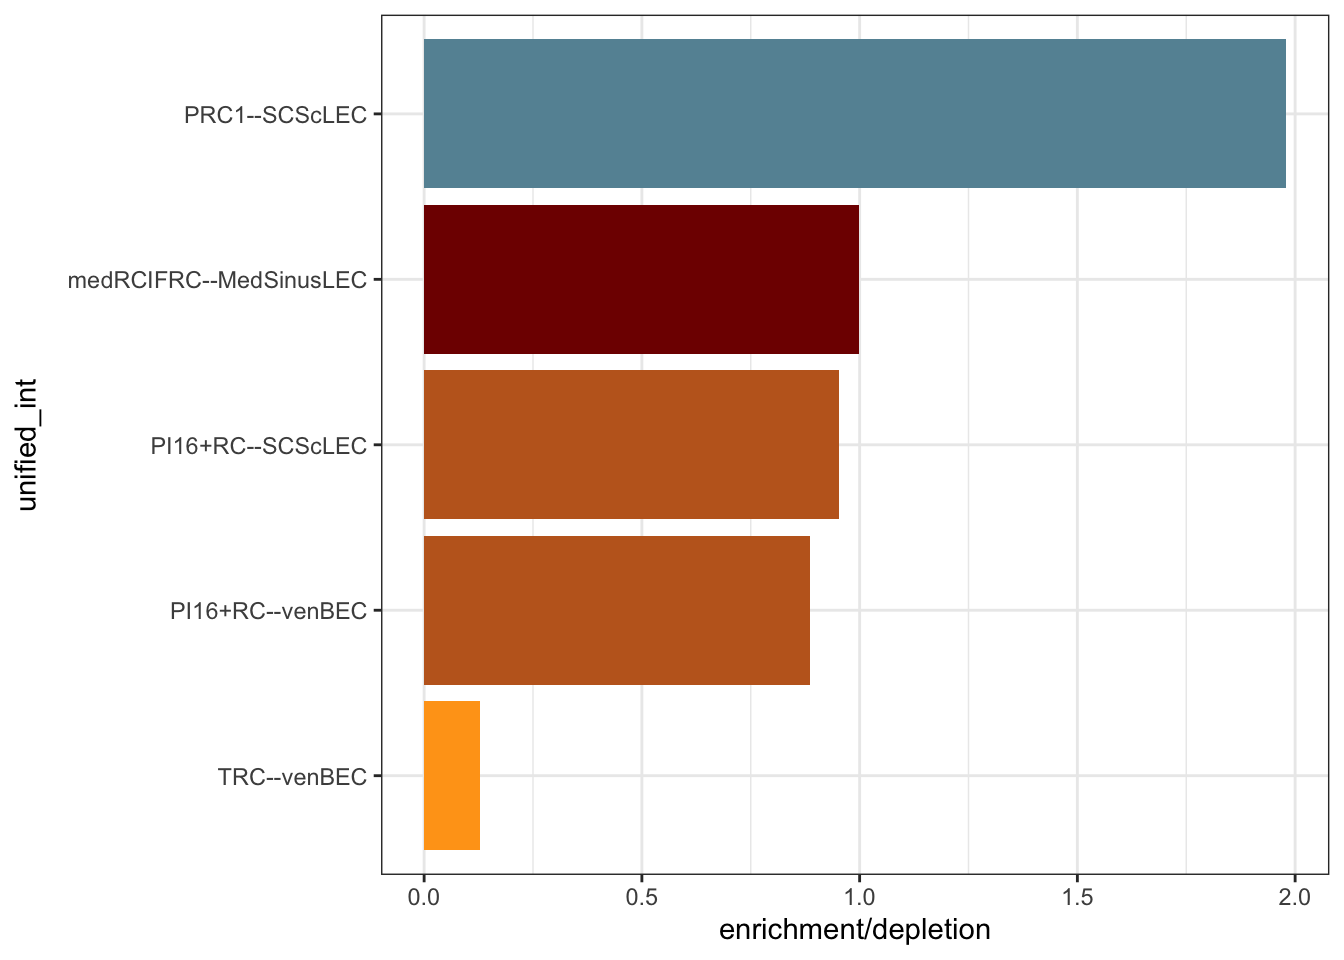 PRC1--SCScLEC
medRCIFRC--MedSinusLEC
PI16+RC--SCScLEC
PI16+RC--venBEC
TRC--venBEC
unified_int
0.0 0.5 1.0 1.5 2.0
enrichment/depletion